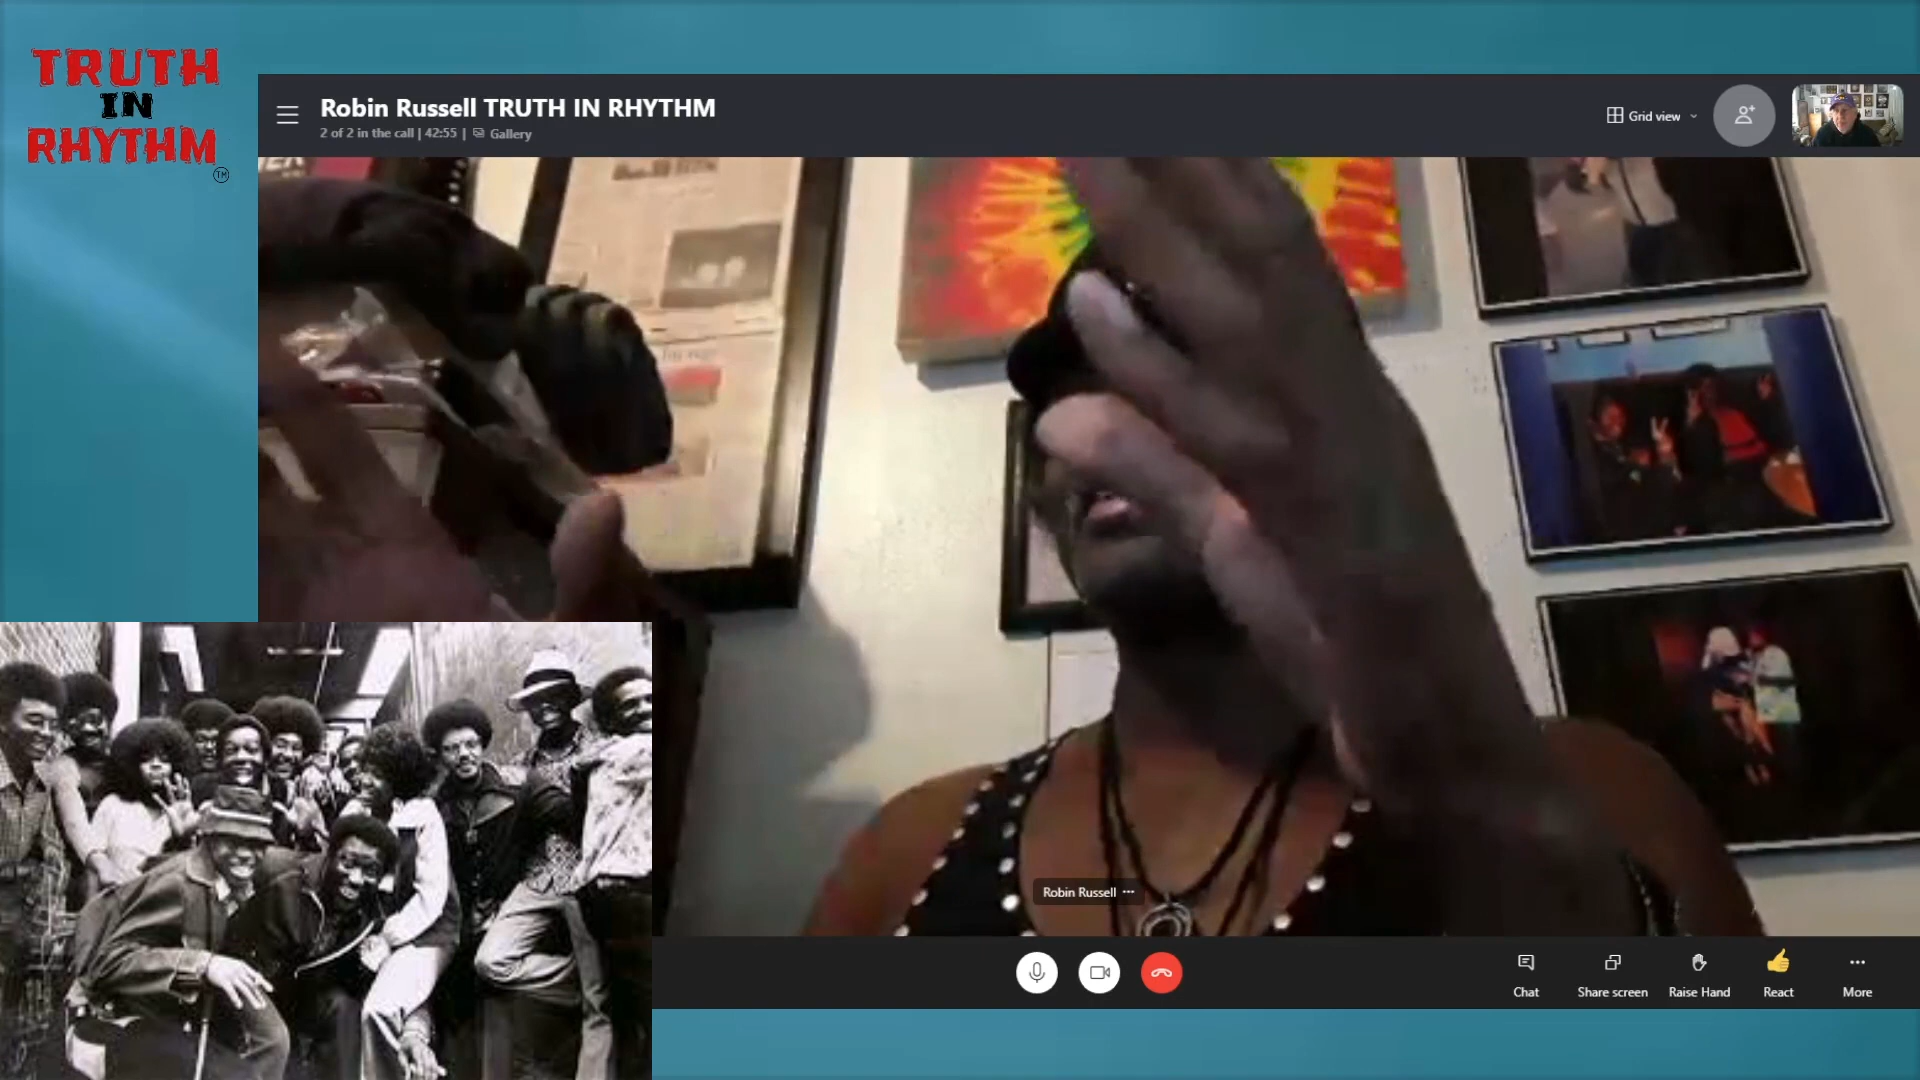 TRUTH
IN
RHYTHM
TM
Robin Russell TRUTH IN RHYTHM
2 of 2 in the call | 42:55 | Gallery
Grid view
Robin Russell
Chat
Share screen
Raise Hand
React
More